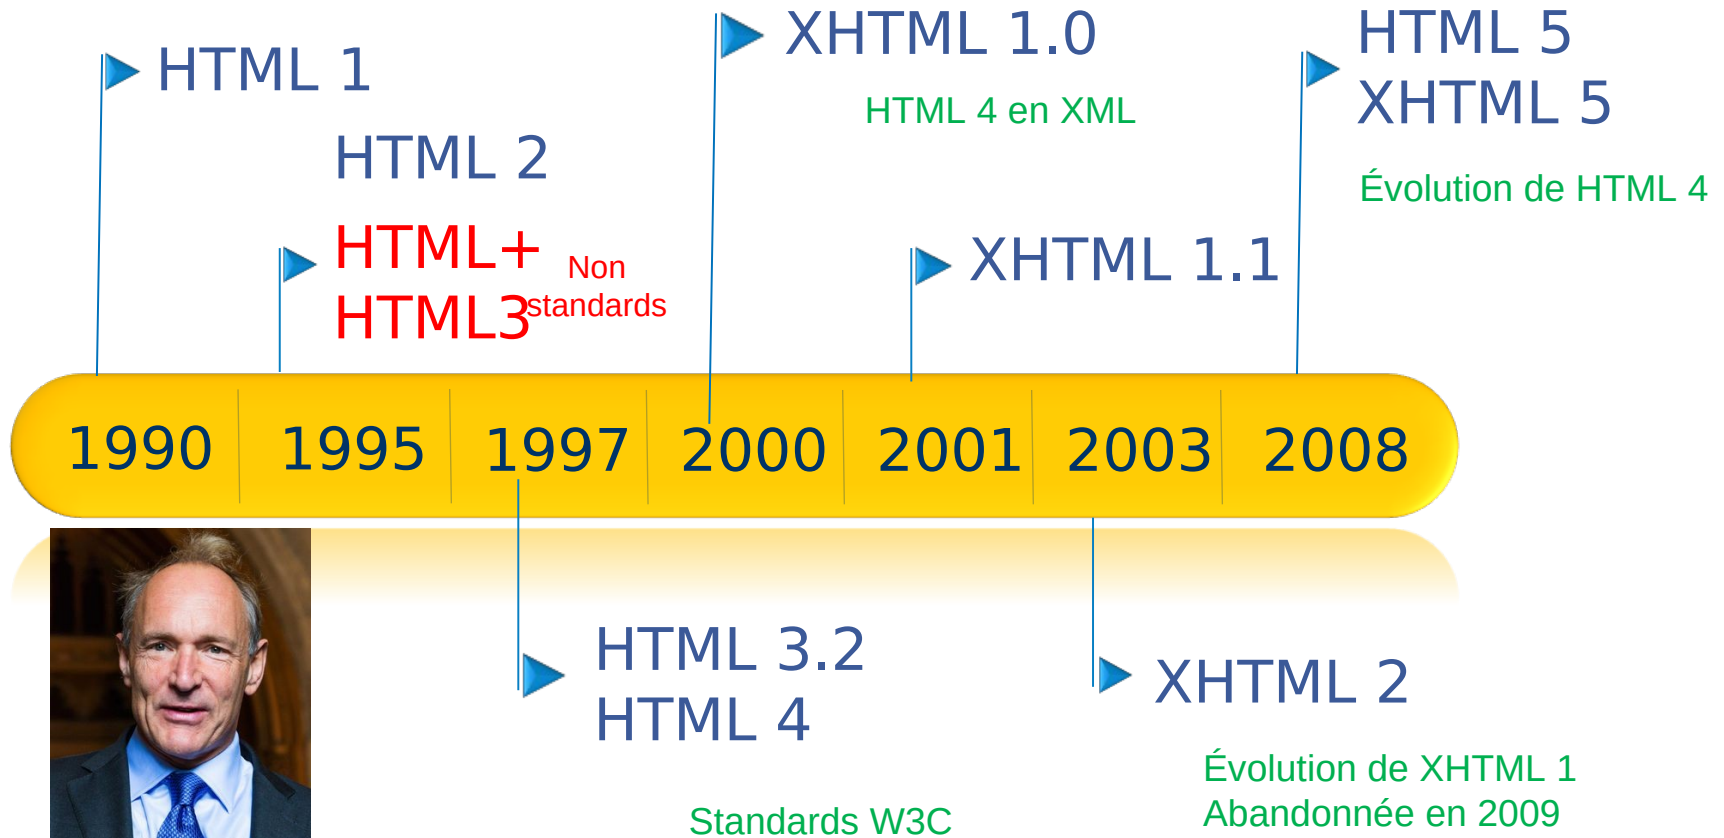 HTML 1
HTML 2
HTML+
HTML3
Non
standards
XHTML 1.0
HTML 4 en XML
XHTML 1.1
HTML 5
XHTML 5
Évolution de HTML 4
1990
1995
1997
2000
2001
2003
2008
HTML 3.2
HTML 4
Standards W3C
XHTML 2
Évolution de XHTML 1
Abandonnée en 2009